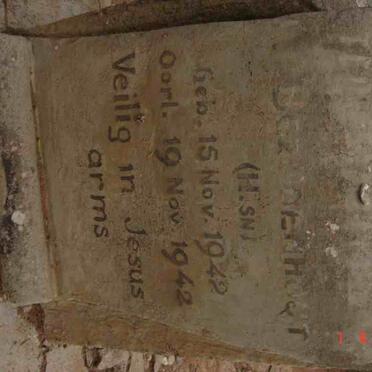 (H.SN)
Geb. 15 Nov. 1942
Oorl. 19 Nov 1942
Veilig in Jesus
arms